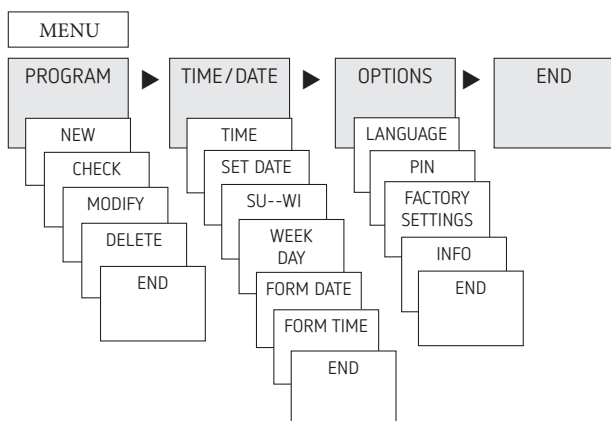 MENU
PROGRAM
TIME/DATE
OPTIONS
END
NEW
CHECK
MODIFY
DELETE
END
TIME
SET DATE
SU--WI
WEEK
DAY
FORM DATE
FORM TIME
END
LANGUAGE
PIN
FACTORY
SETTINGS
INFO
END